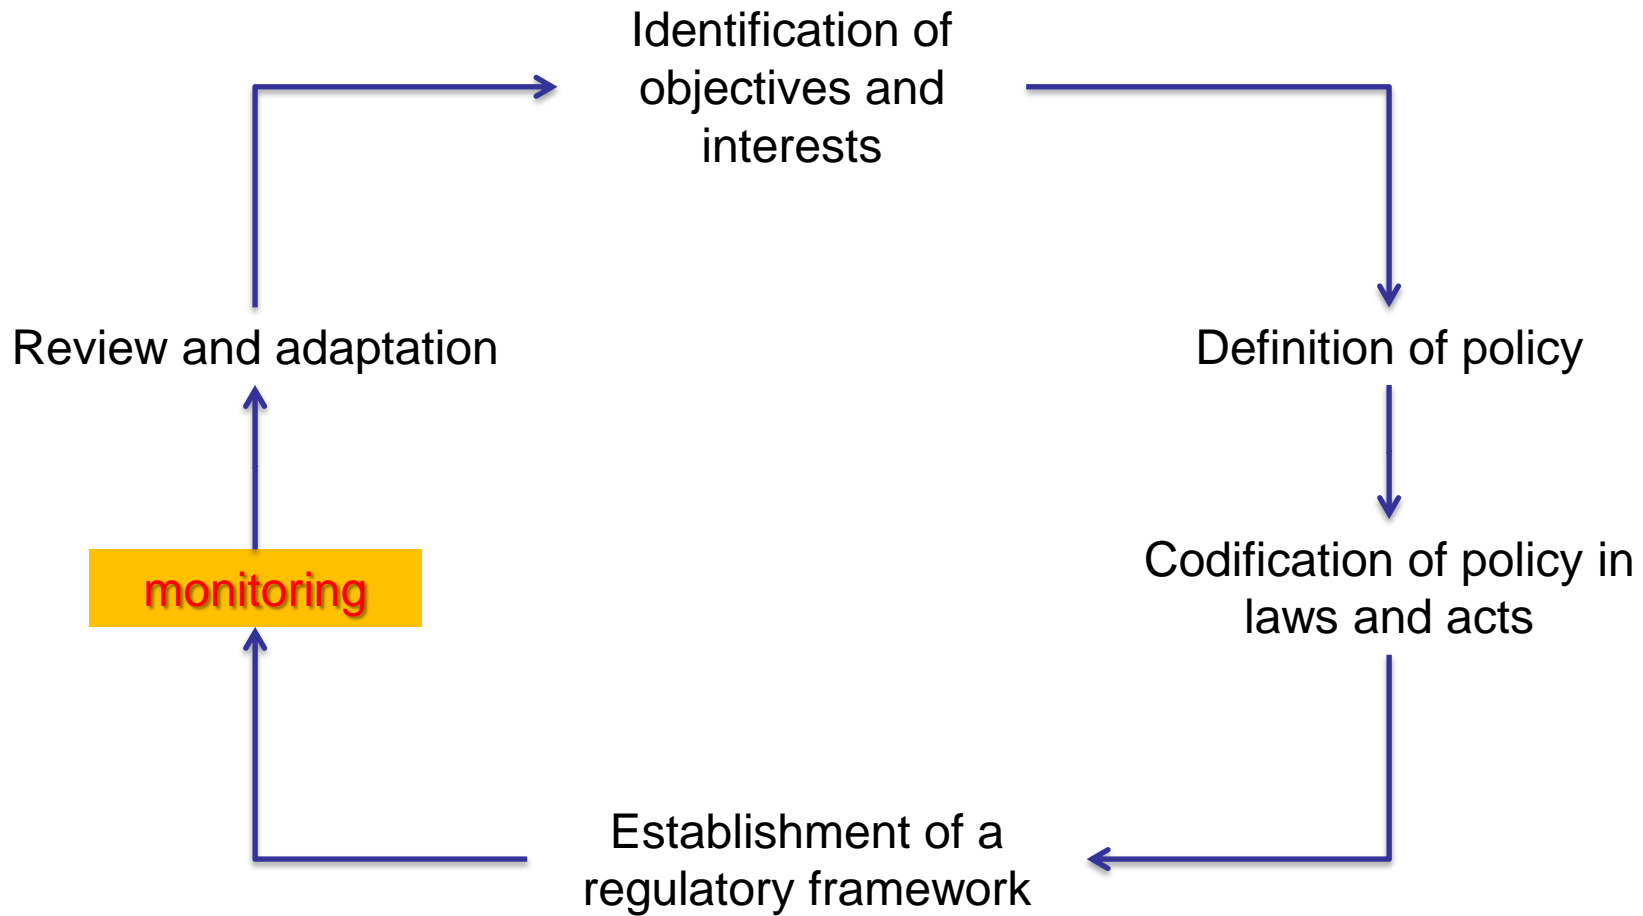 Identification of
objectives and
interests
Review and adaptation
Definition of policy
monitoring
Codification of policy in
laws and acts
Establishment of a
regulatory framework